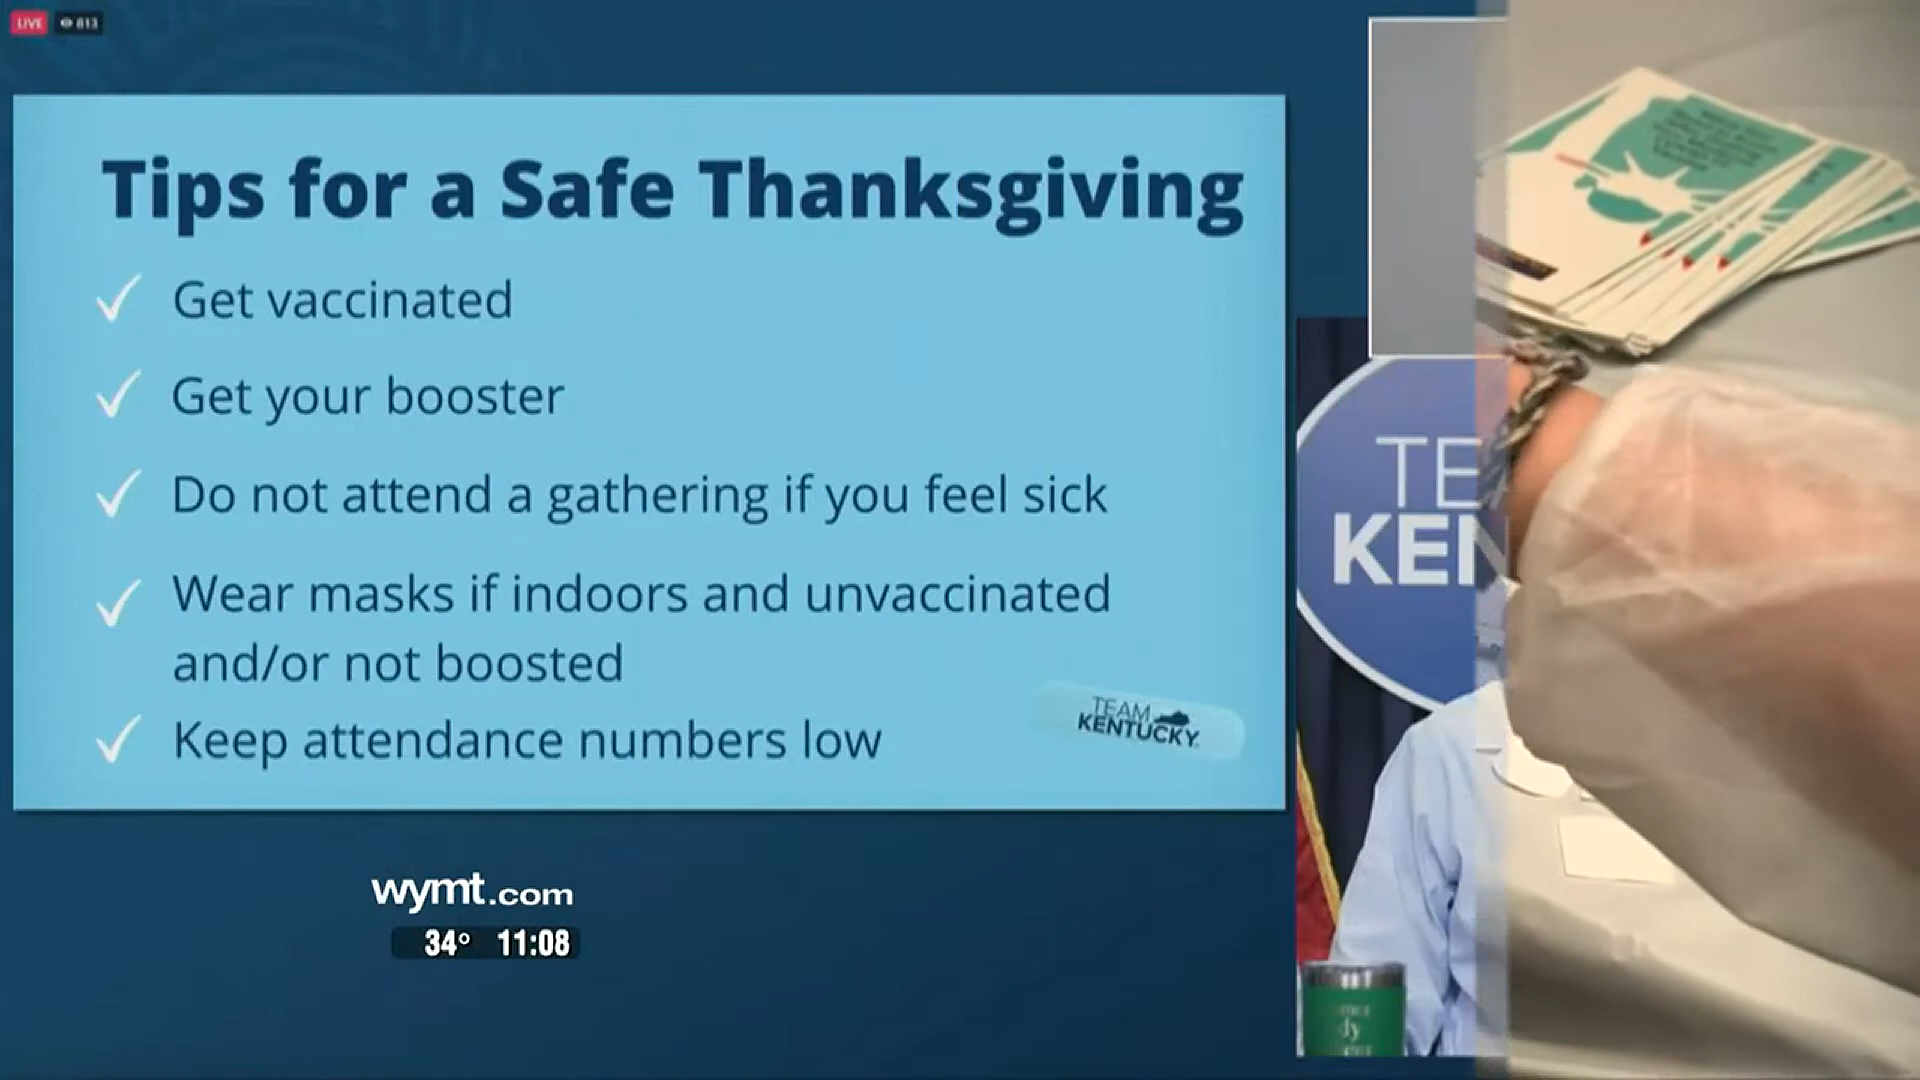 LIVE 813
Tips for a Safe Thanksgiving
Get vaccinated
Get your booster
Do not attend a gathering if you feel sick
Wear masks if indoors and unvaccinated
and/or not boosted
Keep attendance numbers low
TEAM
KENTUCKY
TEA
KEN
wymt.com
34° 11:08
dy